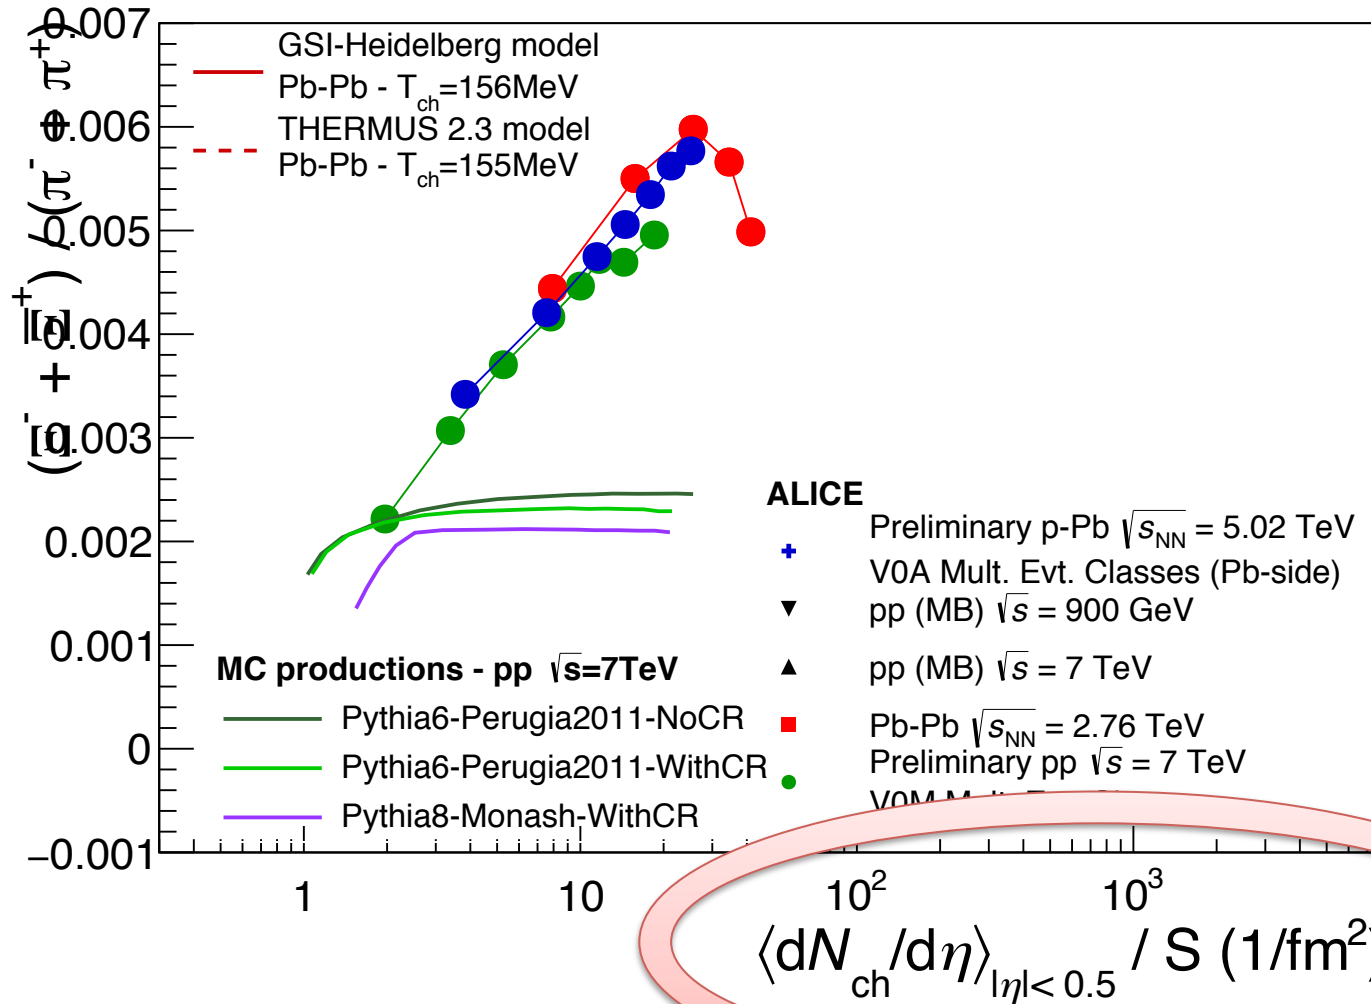 0.007
0.006
0.005
0.004
0.003
0.002
0.001
0
−0.001
(Ξ⁻ + Ξ̅⁺) / (π⁻ + π⁺)
GSI-Heidelberg model
Pb-Pb - T_ch=156MeV
THERMUS 2.3 model
Pb-Pb - T_ch=155MeV
ALICE
Preliminary p-Pb √s_NN = 5.02 TeV
V0A Mult. Evt. Classes (Pb-side)
pp (MB) √s = 900 GeV
pp (MB) √s = 7 TeV
Pb-Pb √s_NN = 2.76 TeV
Preliminary pp √s = 7 TeV
V0M Mult.
MC productions - pp √s=7TeV
Pythia6-Perugia2011-NoCR
Pythia6-Perugia2011-WithCR
Pythia8-Monash-WithCR
1 10 10² 10³
⟨dN_ch/dη⟩_|η|< 0.5 / S (1/fm²)